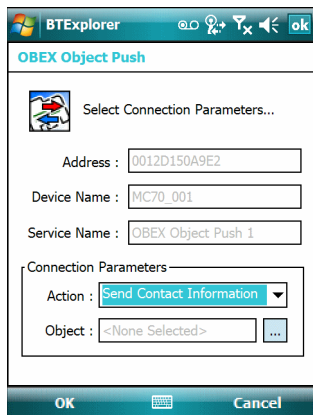 BTExplorer
ok
OBEX Object Push
Select Connection Parameters...
Address : 0012D150A9E2
Device Name : MC70_001
Service Name : OBEX Object Push 1
Connection Parameters
Action : Send Contact Information
Object : <None Selected> ...
OK Cancel